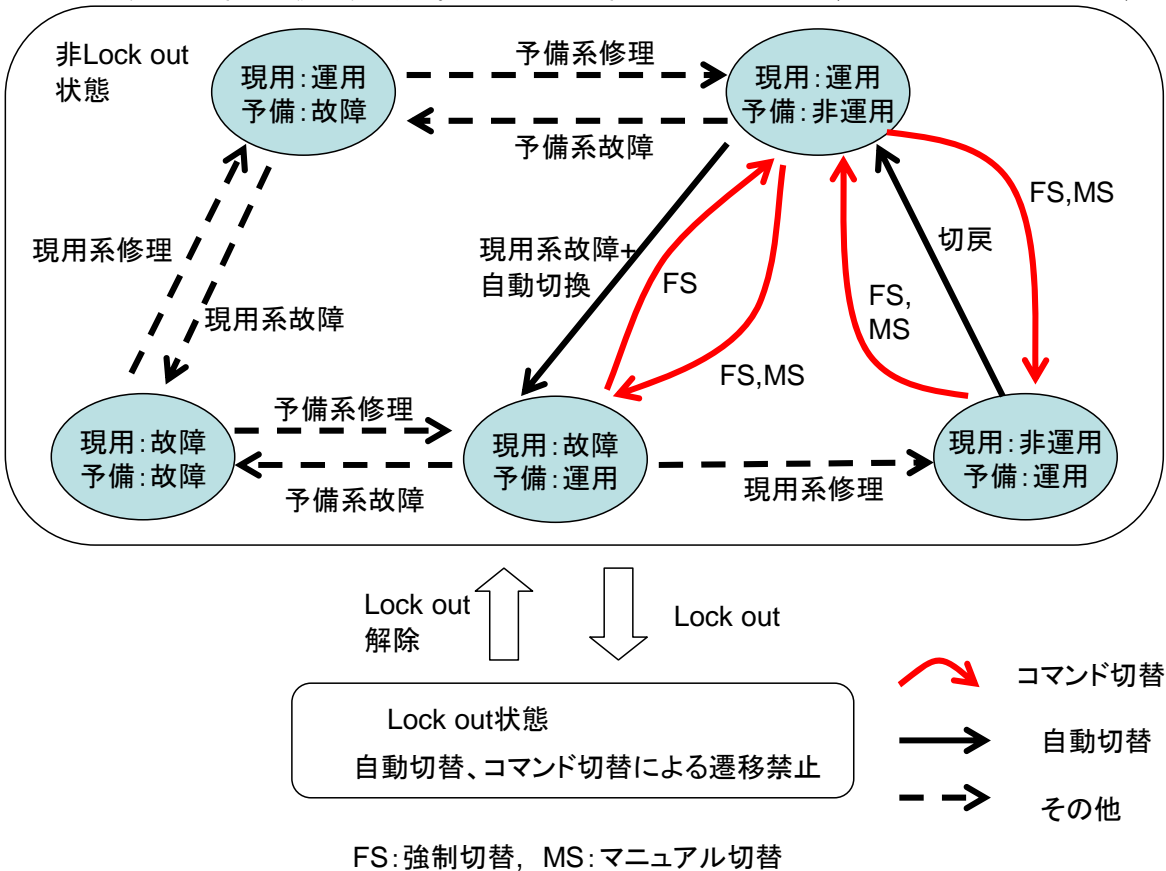 非Lock out
状態
現用:運用
予備:故障
予備系修理
予備系故障
現用:運用
予備:非運用
現用系修理
現用系故障
現用系故障+
自動切換
FS
FS,MS
FS,
MS
切戻
FS,MS
現用:故障
予備:故障
予備系修理
予備系故障
現用:故障
予備:運用
現用系修理
現用:非運用
予備:運用
Lock out
解除
Lock out
Lock out状態
自動切替、コマンド切替による遷移禁止
コマンド切替
自動切替
その他
FS:強制切替, MS:マニュアル切替